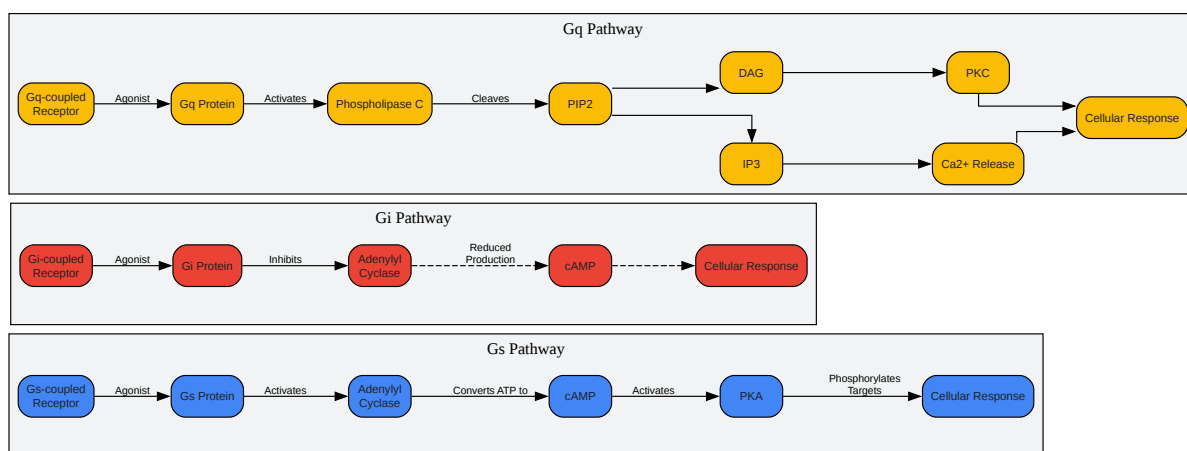 Gq Pathway
Gq-coupled
Receptor
Agonist
Gq Protein
Activates
Phospholipase C
Cleaves
PIP2
DAG
PKC
IP3
Ca2+ Release
Cellular Response
Gi Pathway
Gi-coupled
Receptor
Agonist
Gi Protein
Inhibits
Adenylyl
Cyclase
Reduced
Production
cAMP
Cellular Response
Gs Pathway
Gs-coupled
Receptor
Agonist
Gs Protein
Activates
Adenylyl
Cyclase
Converts ATP to
cAMP
Activates
PKA
Phosphorylates
Targets
Cellular Response